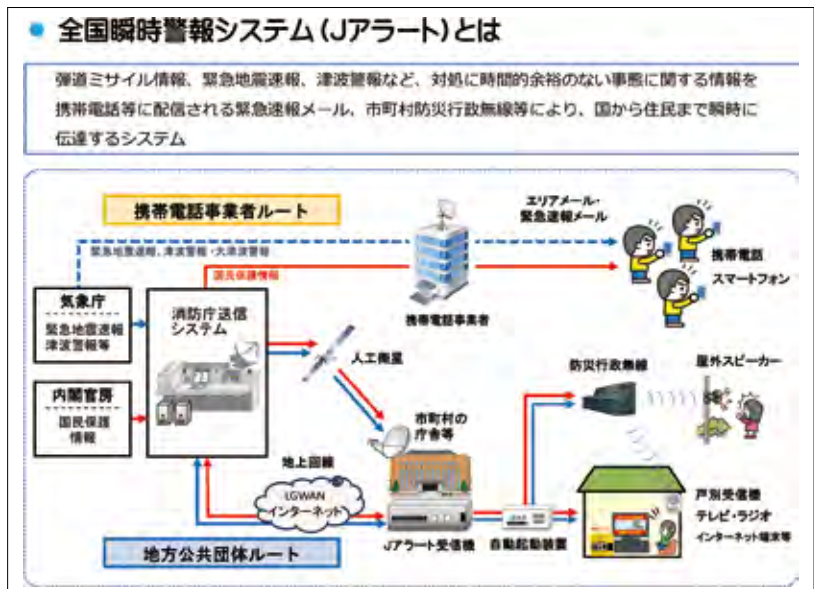 全国瞬時警報システム(Jアラート)とは
弾道ミサイル情報、緊急地震速報、津波警報など、対処に時間的余裕のない事態に関する情報を
携帯電話等に配信される緊急速報メール、市町村防災行政無線等により、国から住民まで瞬時に
伝達するシステム
携帯電話事業者ルート
エリアメール・
緊急速報メール
緊急地震速報、津波警報・大津波警報
国民保護情報
携帯電話
スマートフォン
気象庁
緊急地震速報
津波警報等
消防庁送信
システム
携帯電話事業者
人工衛星
防災行政無線
屋外スピーカー
内閣官房
国民保護
情報
市町村の
庁舎等
地上回線
LGWAN
インターネット
戸別受信機
テレビ・ラジオ
インターネット端末等
Jアラート受信機
自動起動装置
地方公共団体ルート